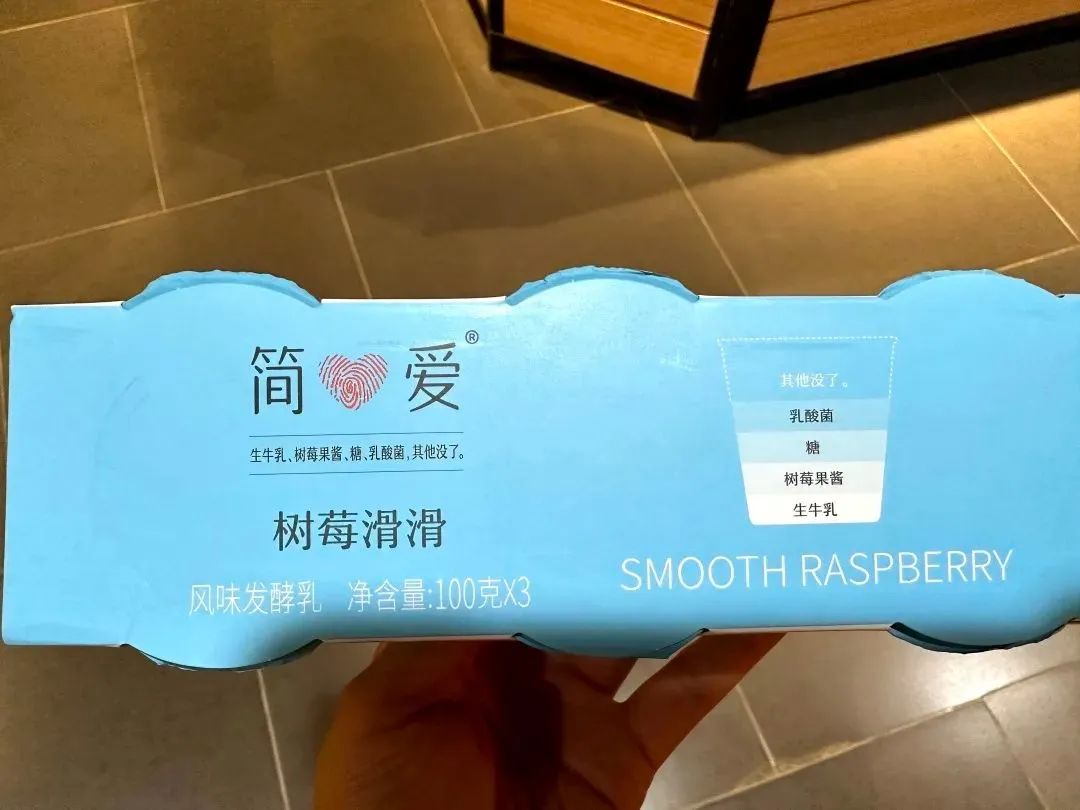 简爱®
生牛乳、树莓果酱、糖、乳酸菌,其他没了。
树莓滑滑
风味发酵乳 净含量:100克X3
其他没了。
乳酸菌
糖
树莓果酱
生牛乳
SMOOTH RASPBERRY